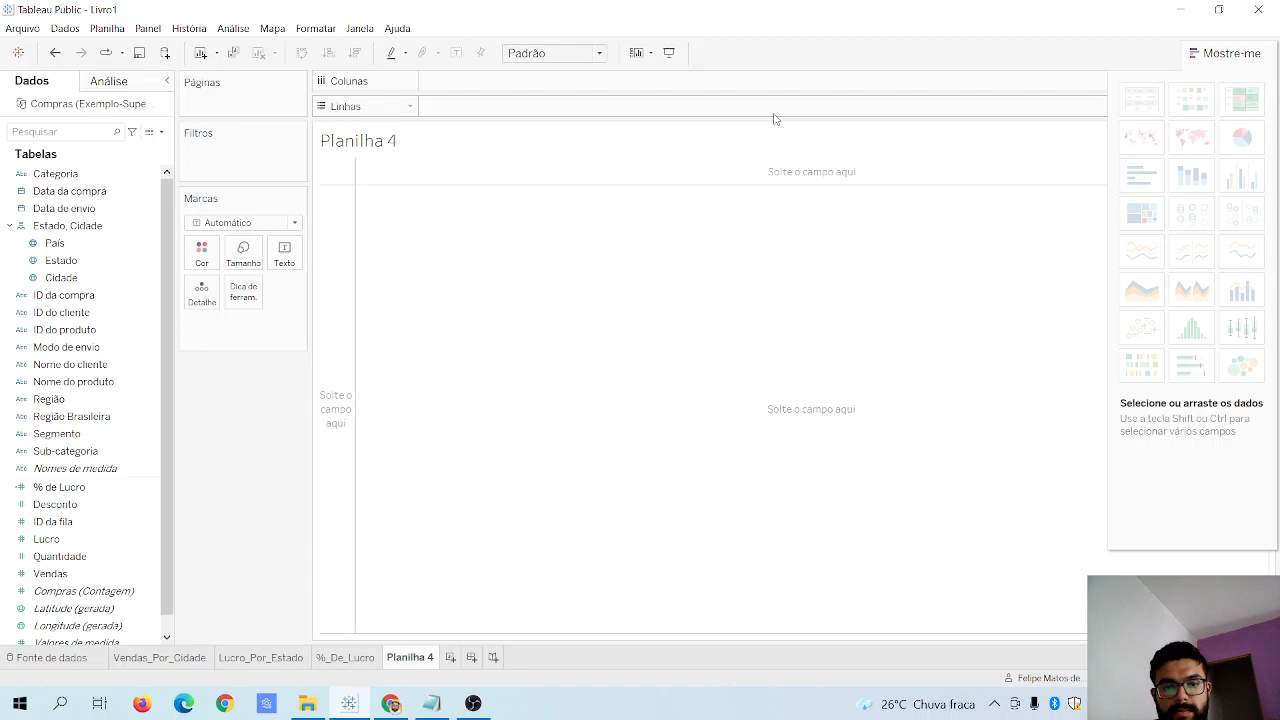 Tableau Public - Livro1
Arquivo Dados Planilha Painel História Análise Mapa Formatar Janela Ajuda
Padrão
Mostre-me
Dados Análise
Compras (Exemplo-Supe...
Pesquisar
Tabelas
Categoria
Data da compra
Data de envio
Estado, Cidade
País
Estado
Cidade
ID da compra
ID do cliente
ID do produto
Modo de envio
Nome do cliente
Nome do produto
Região
Região Brasileira
Segmento
Sub-categoria
Nomes de medida
% de Lucro
Desconto
ID da fila
Lucro
Quantidade
Vendas
Compras (Contagem)
Latitude (gerada)
Longitude (gerada)
Valores de medida
Páginas
Filtros
Marcas
Automático
Cor Tamanho Texto
Detalhe Dica de
ferram.
Colunas
Linhas
Planilha 4
Solte o campo aqui
Solte o
campo
aqui
Solte o campo aqui
Selecione ou arraste os dados
Use a tecla Shift ou Ctrl para
selecionar vários campos
Fonte de dados Vendas_Por_Cidade Lucro_Por_Estado %_De_Lucro Planilha 4
Felipe Matos de...
26°C Chuva fraca